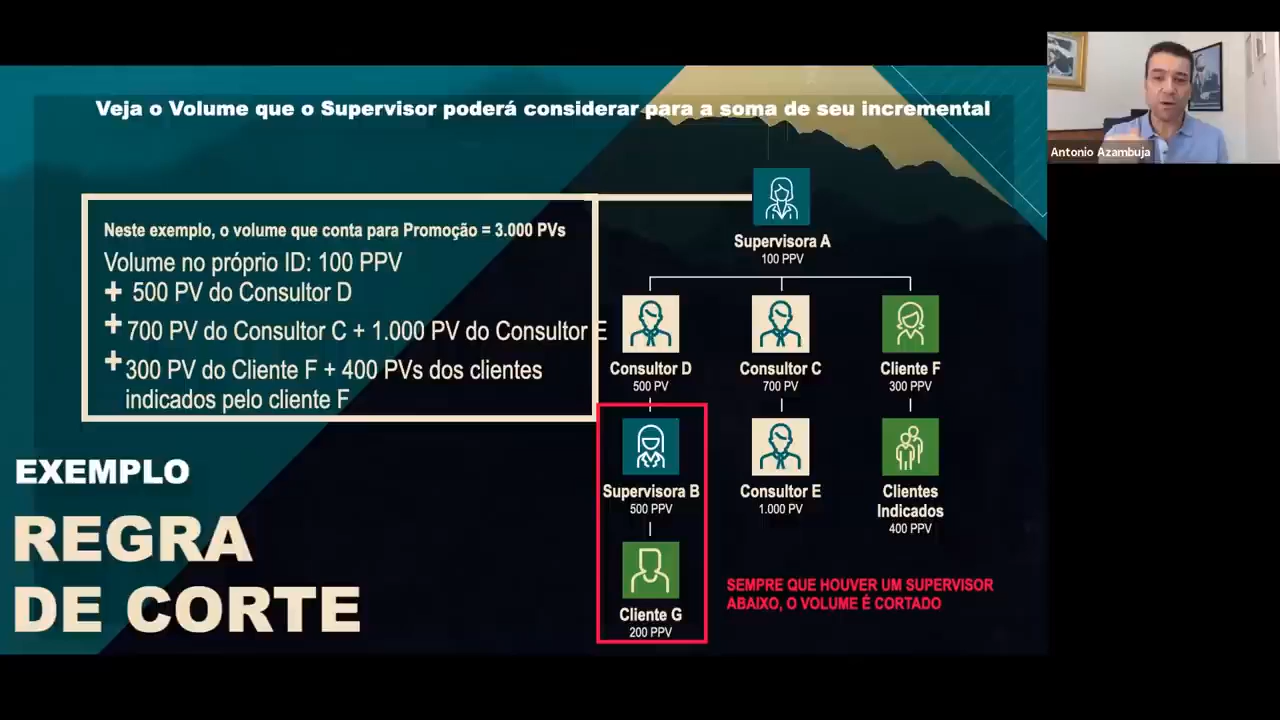 Veja o Volume que o Supervisor poderá considerar para a soma de seu incremental
Antonio Azambuja
Neste exemplo, o volume que conta para Promoção = 3.000 PVs
Volume no próprio ID: 100 PPV
+ 500 PV do Consultor D
+ 700 PV do Consultor C + 1.000 PV do Consultor E
+ 300 PV do Cliente F + 400 PVs dos clientes
indicados pelo cliente F
Supervisora A
100 PPV
Consultor D
500 PV
Consultor C
700 PV
Cliente F
300 PPV
Supervisora B
500 PPV
Consultor E
1.000 PV
Clientes
Indicados
400 PPV
Cliente G
200 PPV
SEMPRE QUE HOUVER UM SUPERVISOR
ABAIXO, O VOLUME É CORTADO
EXEMPLO
REGRA
DE CORTE